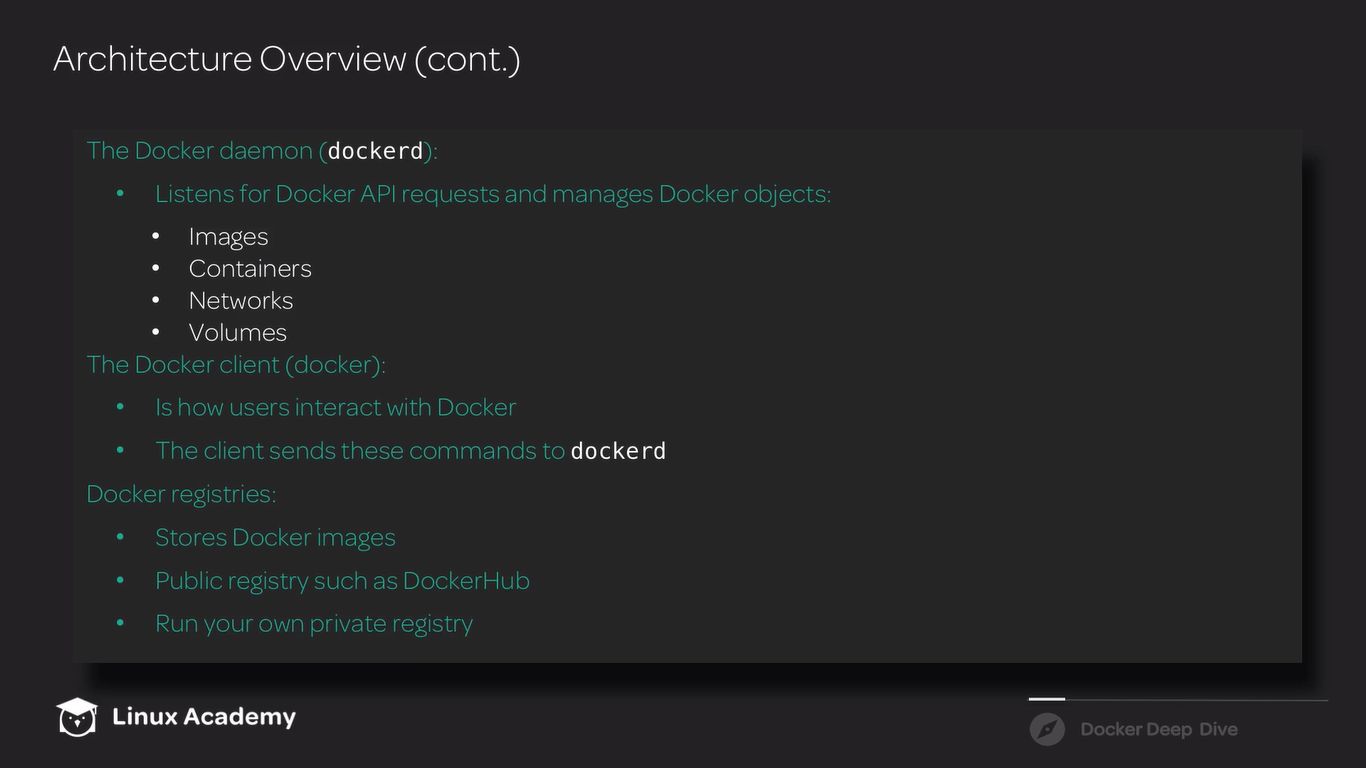 Architecture Overview (cont.)
The Docker daemon (dockerd):
• Listens for Docker API requests and manages Docker objects:
• Images
• Containers
• Networks
• Volumes
The Docker client (docker):
• Is how users interact with Docker
• The client sends these commands to dockerd
Docker registries:
• Stores Docker images
• Public registry such as DockerHub
• Run your own private registry
Linux Academy
Docker Deep Dive